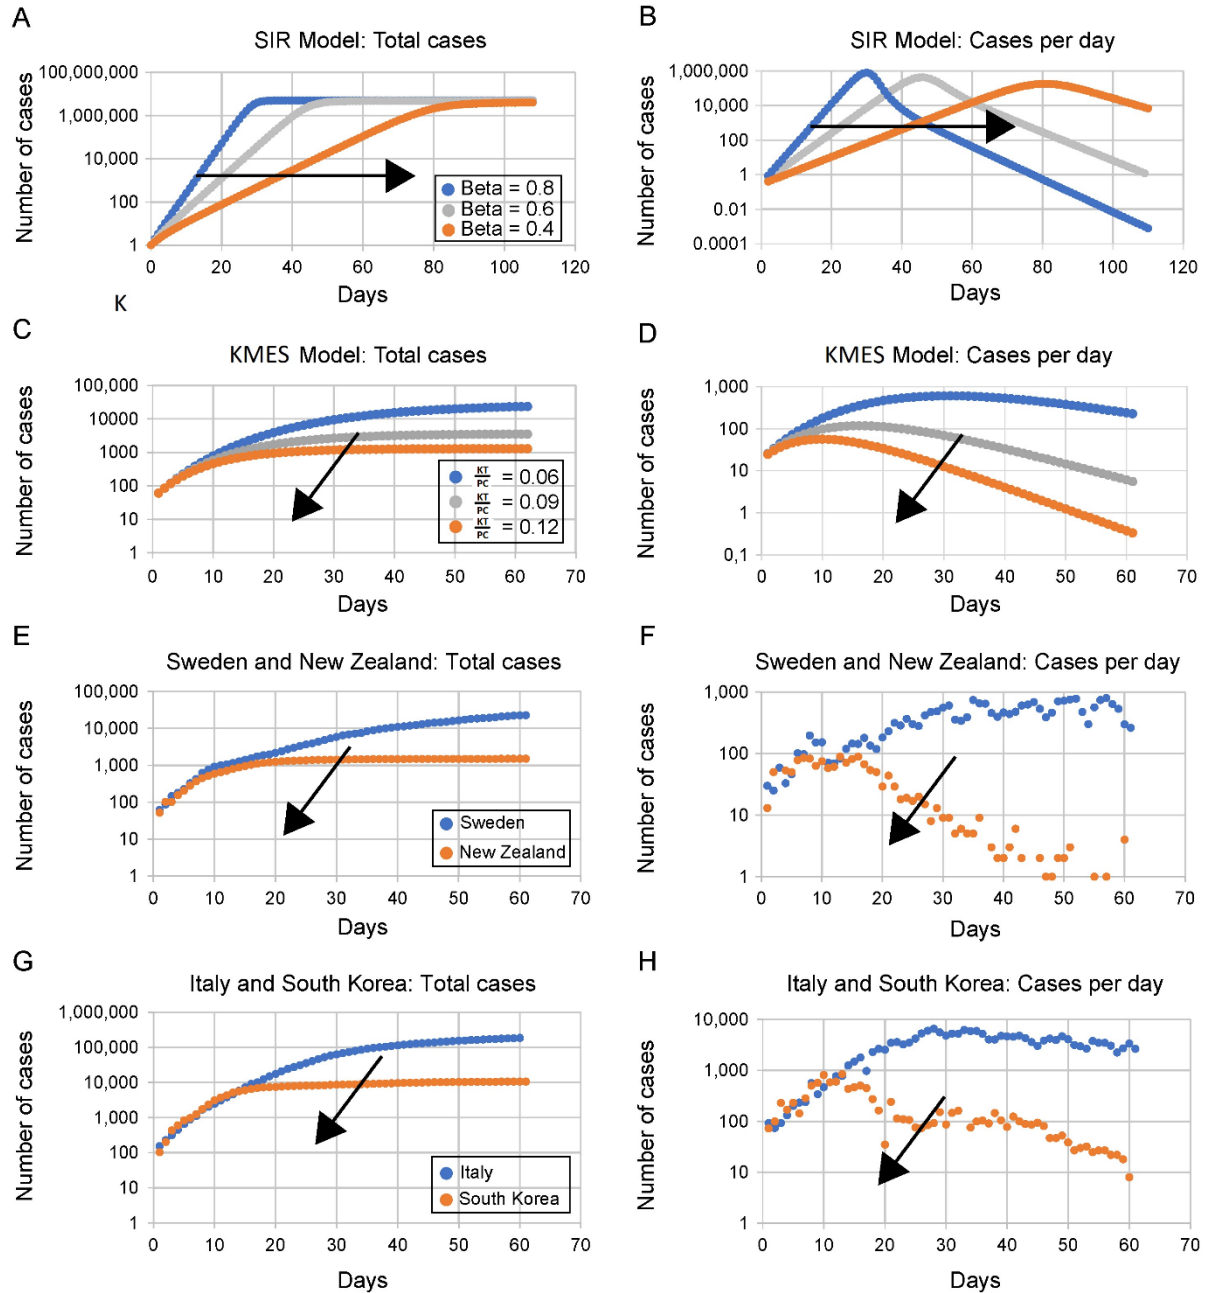 A
SIR Model: Total cases
Number of cases
100,000,000
1,000,000
10,000
100
1
0 20 40 60 80 100 120
Days
Beta = 0.8
Beta = 0.6
Beta = 0.4
B
SIR Model: Cases per day
Number of cases
1,000,000
10,000
100
1
0.01
0.0001
0 20 40 60 80 100 120
Days
K
C
KMES Model: Total cases
Number of cases
100,000
10000
1000
100
10
1
0 10 20 30 40 50 60 70
Days
KT/PC = 0.06
KT/PC = 0.09
KT/PC = 0.12
D
KMES Model: Cases per day
Number of cases
1,000
100
10
1
0,1
0 10 20 30 40 50 60 70
Days
E
Sweden and New Zealand: Total cases
Number of cases
100,000
10,000
1,000
100
10
1
0 10 20 30 40 50 60 70
Days
Sweden
New Zealand
F
Sweden and New Zealand: Cases per day
Number of cases
1,000
100
10
1
0 10 20 30 40 50 60 70
Days
G
Italy and South Korea: Total cases
Number of cases
1,000,000
100,000
10,000
1,000
100
10
1
0 10 20 30 40 50 60 70
Days
Italy
South Korea
H
Italy and South Korea: Cases per day
Number of cases
10,000
1,000
100
10
1
0 10 20 30 40 50 60 70
Days